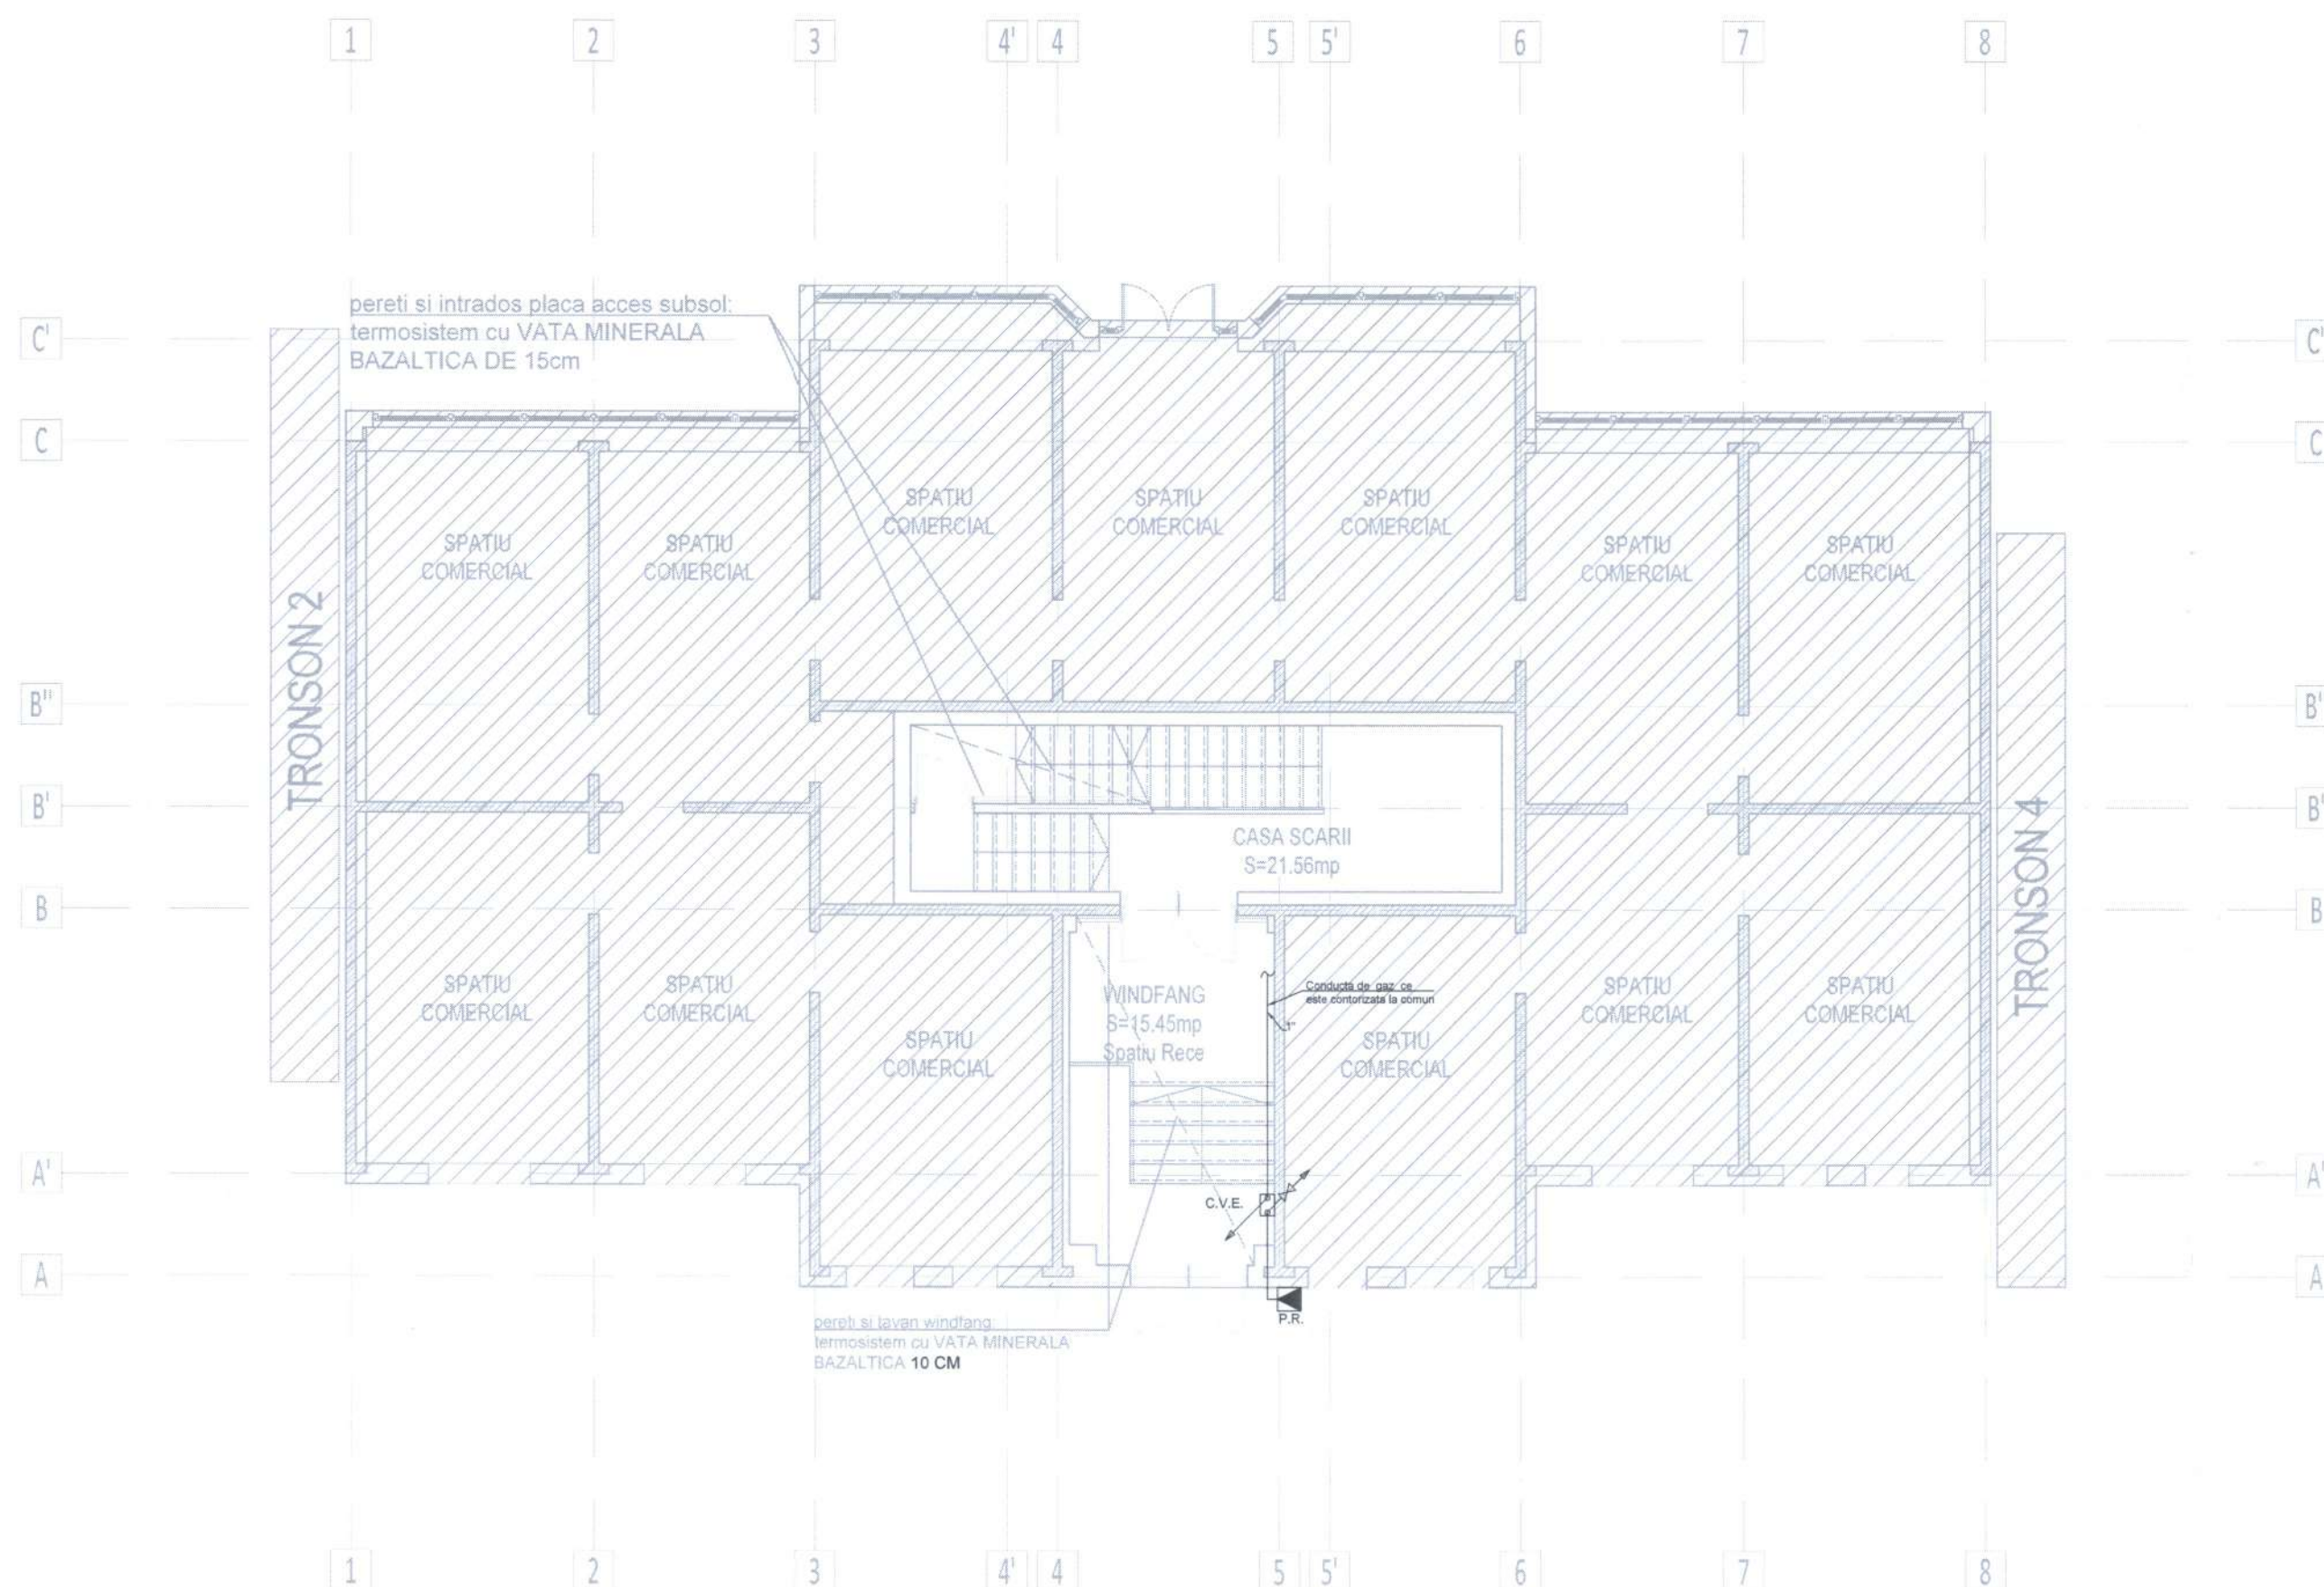 1 2 3 4' 4 5 5' 6 7 8
pereti si intrados placa acces subsol:
termosistem cu VATA MINERALA
BAZALTICA DE 15cm
C' C'
C C
SPATIU
COMERCIAL
SPATIU
COMERCIAL
SPATIU
COMERCIAL
SPATIU
COMERCIAL
SPATIU
COMERCIAL
SPATIU
COMERCIAL
SPATIU
COMERCIAL
TRONSON 2
B'' B'
B' B'
CASA SCARII
S=21.56mp
TRONSON 4
B B
SPATIU
COMERCIAL
SPATIU
COMERCIAL
SPATIU
COMERCIAL
WINDFANG
S=15.45mp
Spatiu Rece
Conducta de gaz ce
este contorizata la comun
1"
SPATIU
COMERCIAL
SPATIU
COMERCIAL
SPATIU
COMERCIAL
A' A'
C.V.E.
A A
P.R.
pereti si tavan windfang:
termosistem cu VATA MINERALA
BAZALTICA 10 CM
1 2 3 4' 4 5 5' 6 7 8